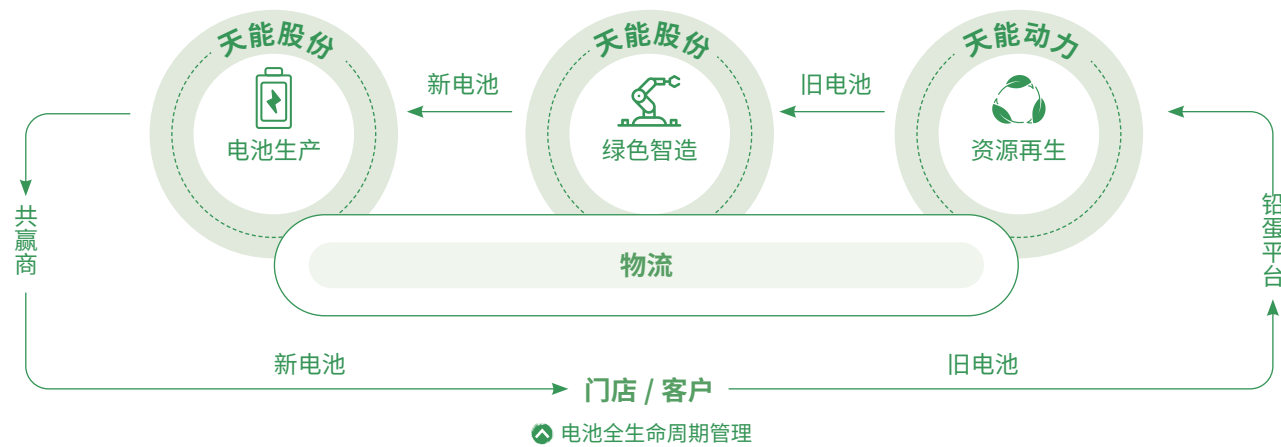 天能股份
天能股份
天能动力
电池生产
新电池
绿色智造
旧电池
资源再生
共赢商
铅蛋平台
物流
新电池
门店 / 客户
旧电池
电池全生命周期管理